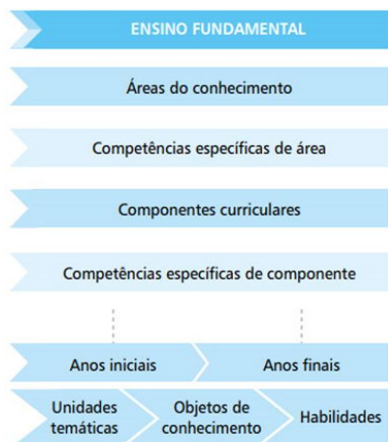 ENSINO FUNDAMENTAL
Áreas do conhecimento
Competências específicas de área
Componentes curriculares
Competências específicas de componente
Anos iniciais
Anos finais
Unidades
temáticas
Objetos de
conhecimento
Habilidades